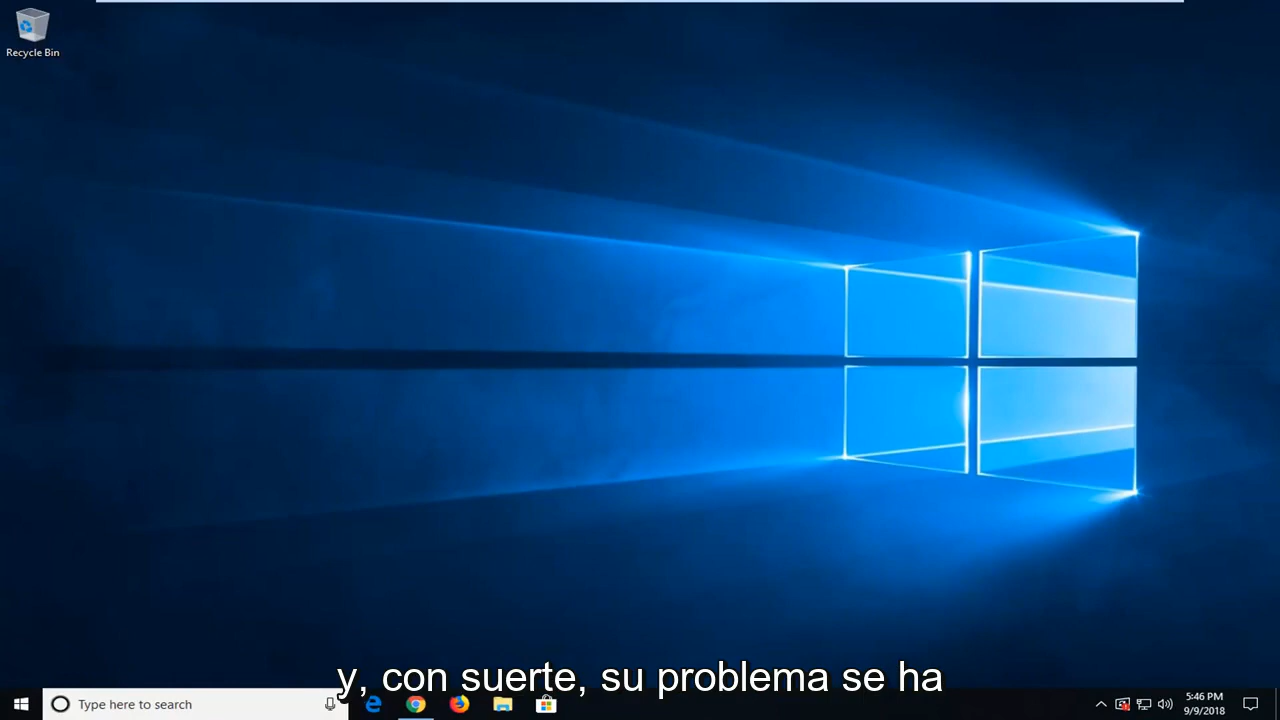 Recycle Bin
y, con suerte, su problema se ha
Type here to search
5:46 PM
9/9/2018